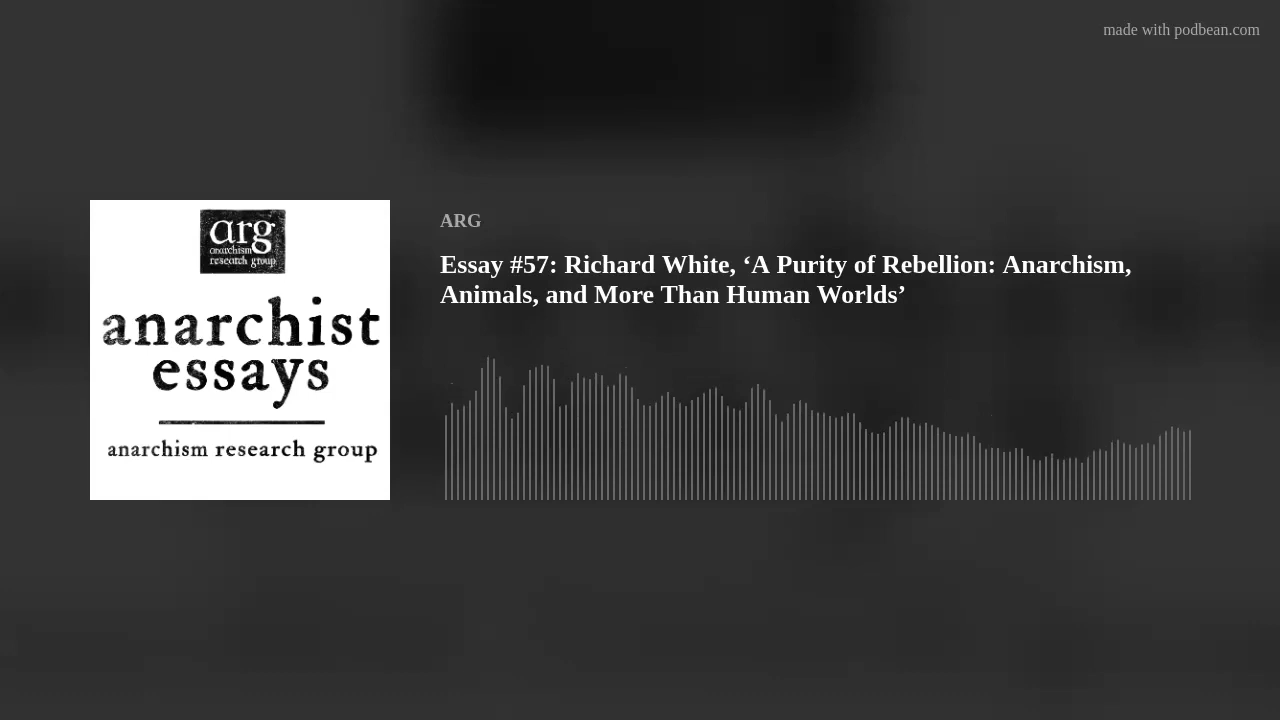 made with podbean.com
arg
anarchism
research group
anarchist
essays
anarchism research group
ARG
Essay #57: Richard White, ‘A Purity of Rebellion: Anarchism,
Animals, and More Than Human Worlds’